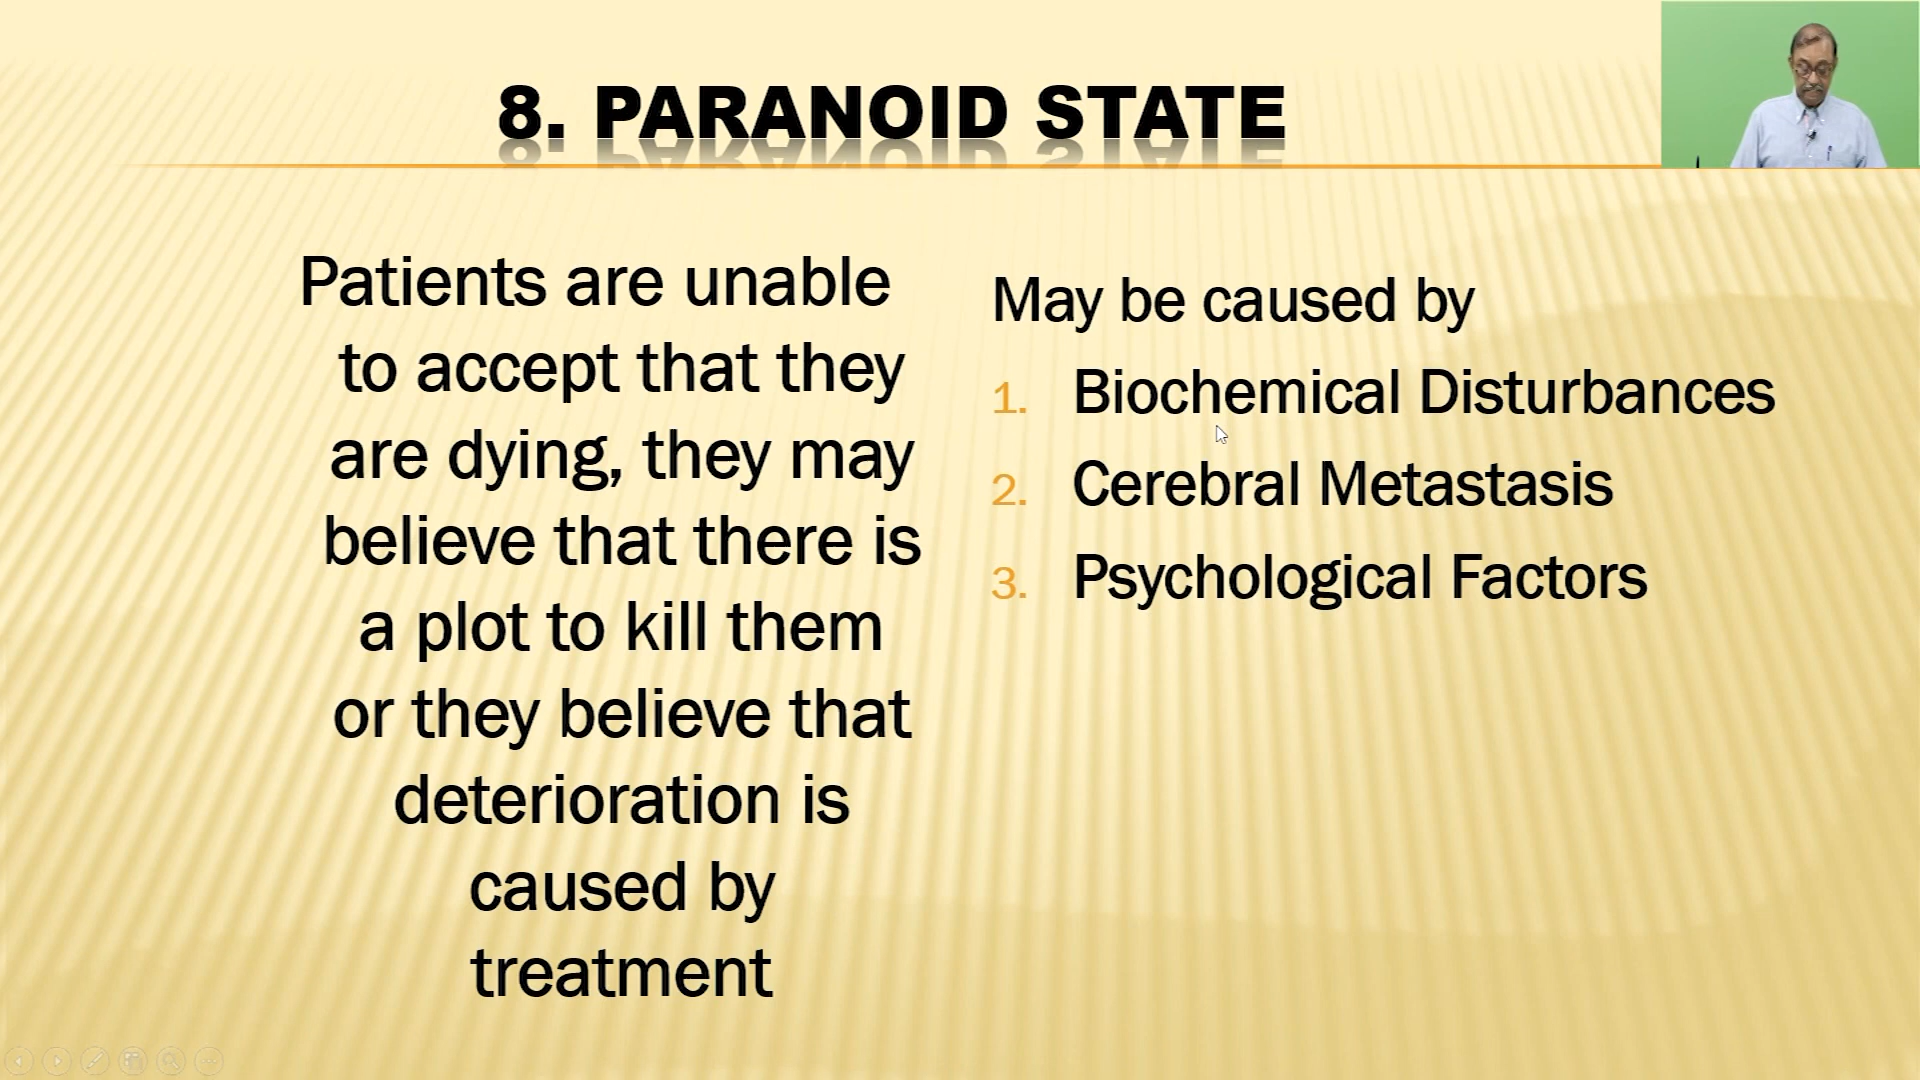 8. PARANOID STATE
Patients are unable
to accept that they
are dying, they may
believe that there is
a plot to kill them
or they believe that
deterioration is
caused by
treatment
May be caused by
1. Biochemical Disturbances
2. Cerebral Metastasis
3. Psychological Factors